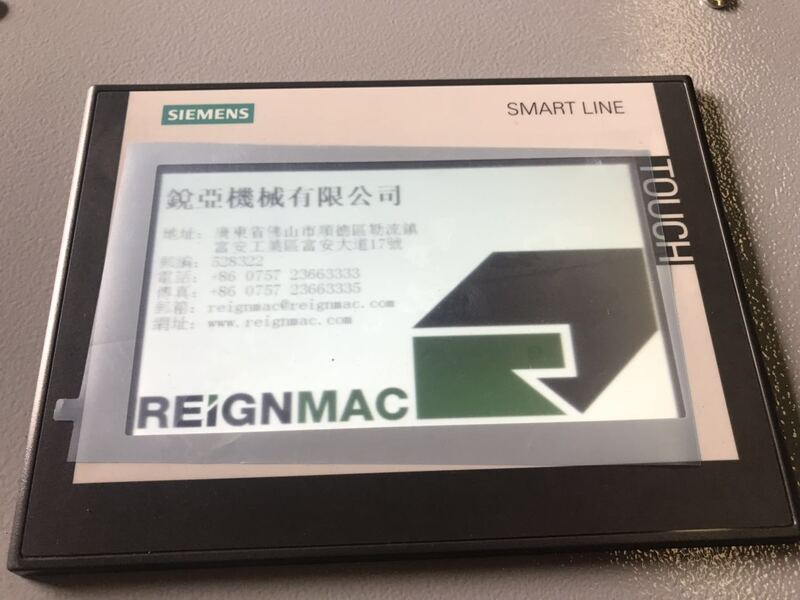 SIEMENS
SMART LINE
TOUCH
銳亞機械有限公司
地址: 廣東省佛山市順德區勒流鎮
富安工業區富安大道17號
郵編: 528322
電話: +86 0757 23663333
傳真: +86 0757 23663335
郵箱: reignmac@reignmac.com
網址: www.reignmac.com
REIGNMAC